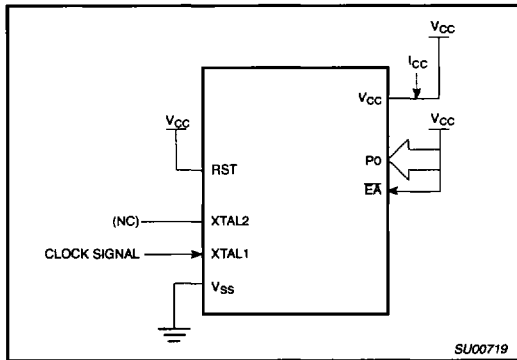 VCC
ICC
VCC
VCC
VCC
P0
RST
EA
(NC)
XTAL2
CLOCK SIGNAL
XTAL1
VSS
SU00719